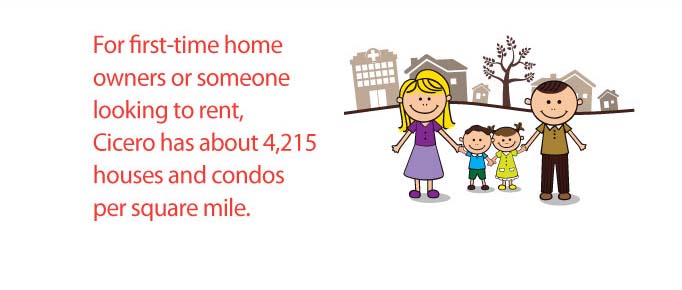 For first-time home
owners or someone
looking to rent,
Cicero has about 4,215
houses and condos
per square mile.